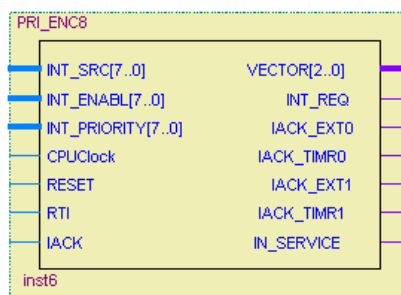 PRI_ENC8
INT_SRC[7..0] VECTOR[2..0]
INT_ENABL[7..0] INT_REQ
INT_PRIORITY[7..0] IACK_EXT0
CPUClock IACK_TIMR0
RESET IACK_EXT1
RTI IACK_TIMR1
IACK IN_SERVICE
inst6